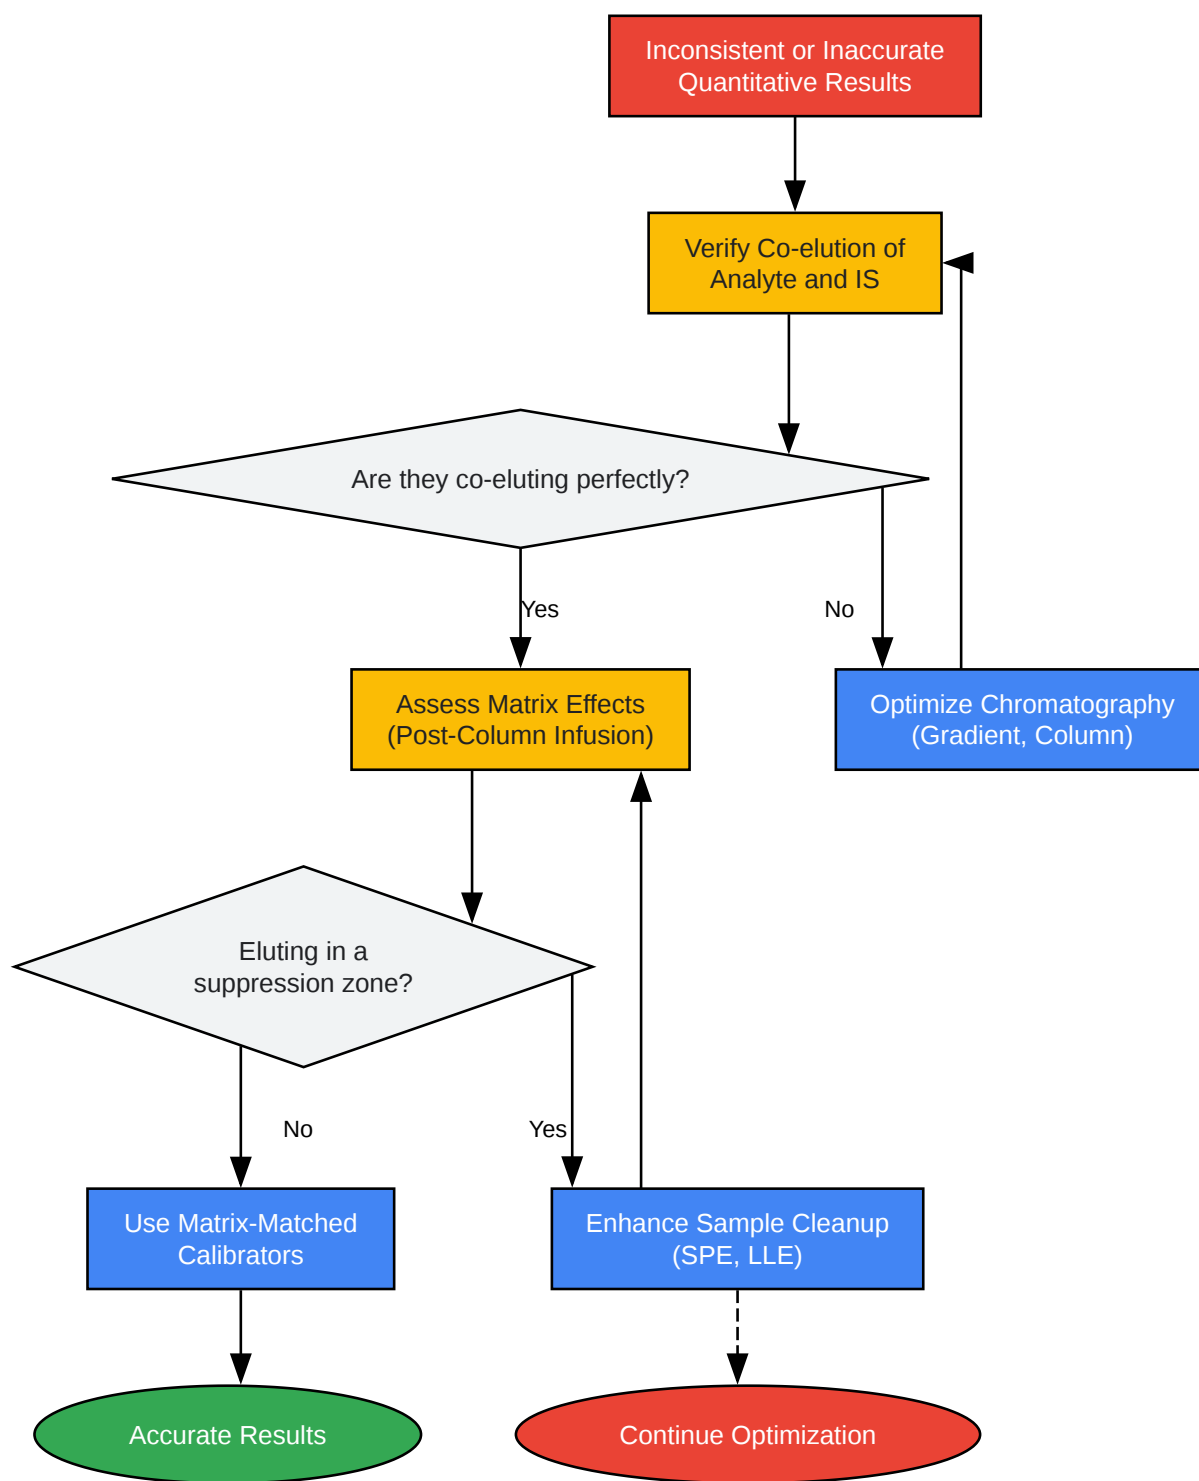 Inconsistent or Inaccurate
Quantitative Results
Verify Co-elution of
Analyte and IS
Are they co-eluting perfectly?
Yes
No
Assess Matrix Effects
(Post-Column Infusion)
Optimize Chromatography
(Gradient, Column)
Eluting in a
suppression zone?
No
Yes
Use Matrix-Matched
Calibrators
Enhance Sample Cleanup
(SPE, LLE)
Accurate Results
Continue Optimization